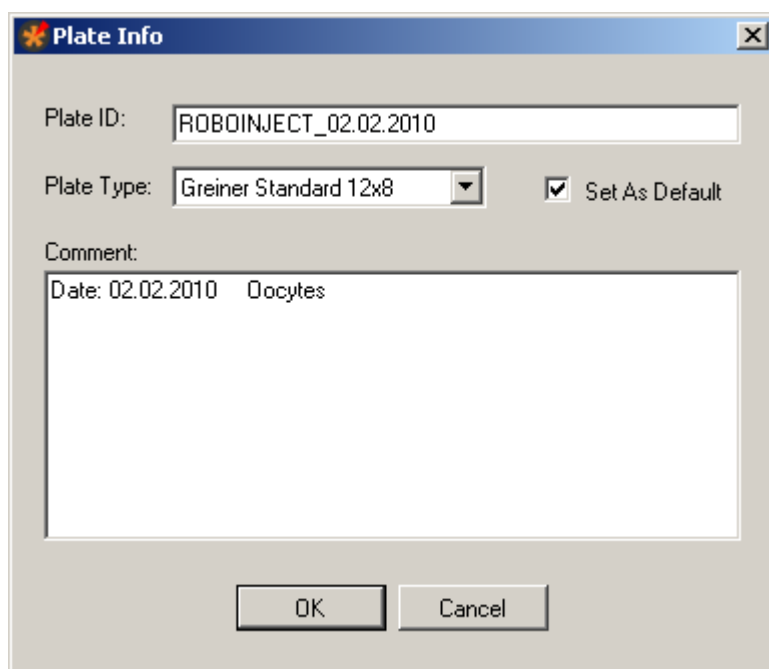 Plate Info
Plate ID: ROBOINJECT_02.02.2010
Plate Type: Greiner Standard 12x8 Set As Default
Comment:
Date: 02.02.2010 Oocytes
OK Cancel